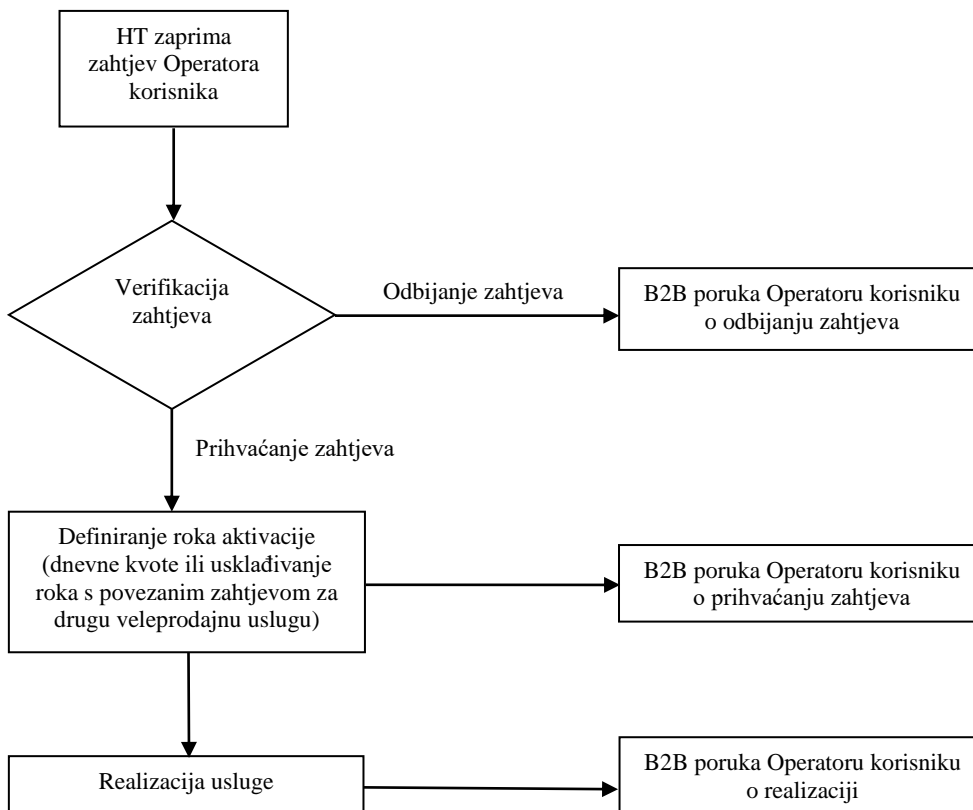 HT zaprima
zahtjev Operatora
korisnika
Verifikacija
zahtjeva
Odbijanje zahtjeva
B2B poruka Operatoru korisniku
o odbijanju zahtjeva
Prihvaćanje zahtjeva
Definiranje roka aktivacije
(dnevne kvote ili usklađivanje
roka s povezanim zahtjevom za
drugu veleprodajnu uslugu)
B2B poruka Operatoru korisniku
o prihvaćanju zahtjeva
Realizacija usluge
B2B poruka Operatoru korisniku
o realizaciji